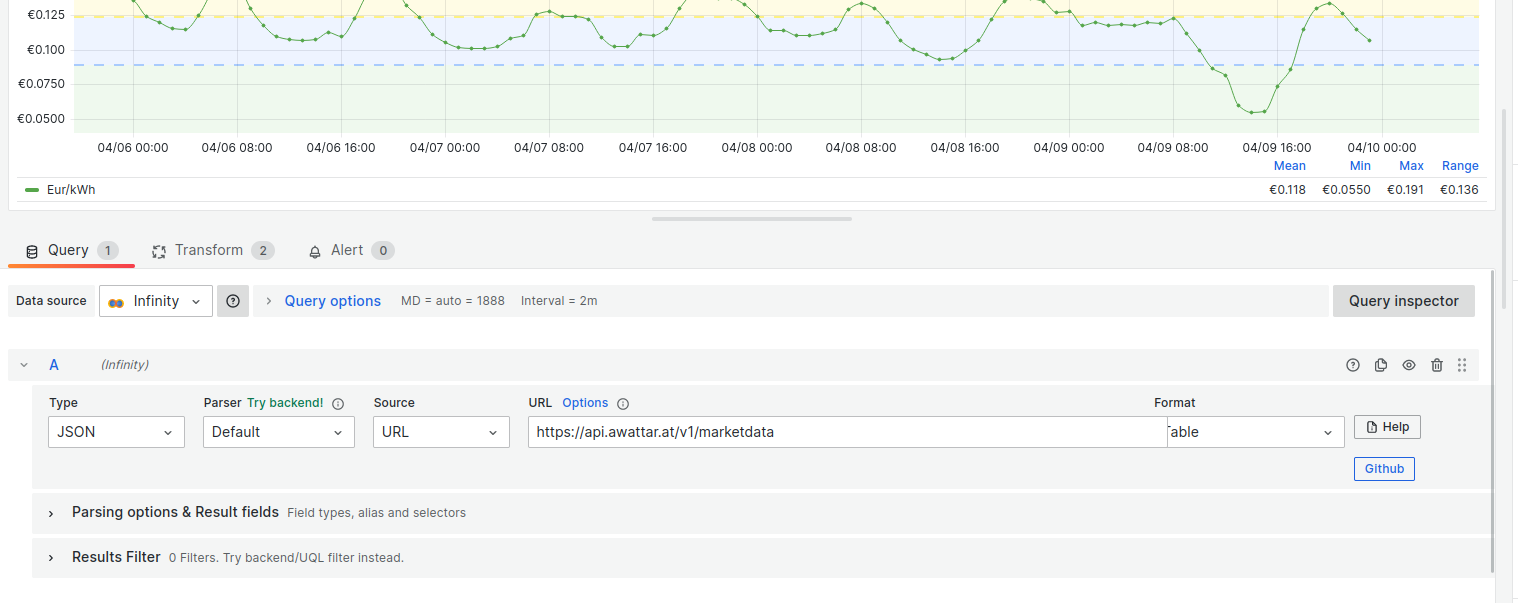 €0.125
€0.100
€0.0750
€0.0500
04/06 00:00 04/06 08:00 04/06 16:00 04/07 00:00 04/07 08:00 04/07 16:00 04/08 00:00 04/08 08:00 04/08 16:00 04/09 00:00 04/09 08:00 04/09 16:00 04/10 00:00
Mean Min Max Range
Eur/kWh €0.118 €0.0550 €0.191 €0.136
Query 1 Transform 2 Alert 0
Data source Infinity Query options MD = auto = 1888 Interval = 2m Query inspector
A (Infinity)
Type Parser Try backend! Source URL Options Format
JSON Default URL https://api.awattar.at/v1/marketdata able Help
Github
Parsing options & Result fields Field types, alias and selectors
Results Filter 0 Filters. Try backend/UQL filter instead.